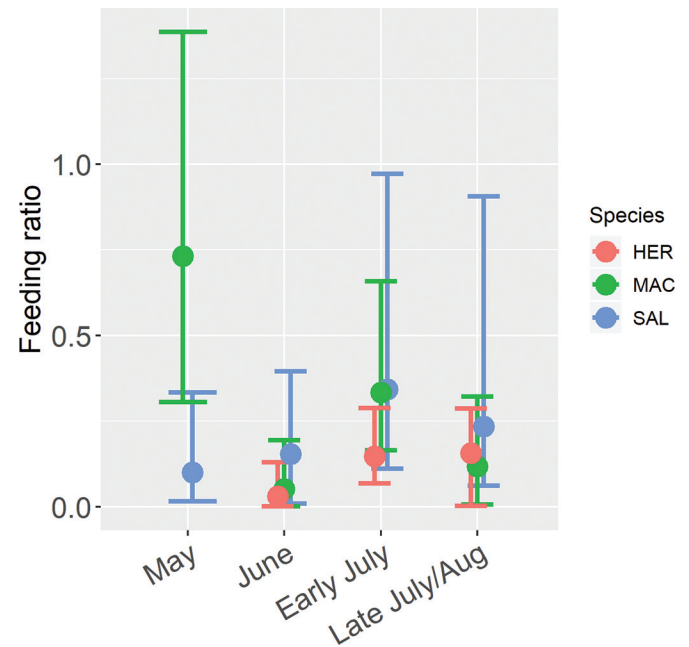 Feeding ratio
1.0
0.5
0.0
May
June
Early July
Late July/Aug
Species
HER
MAC
SAL